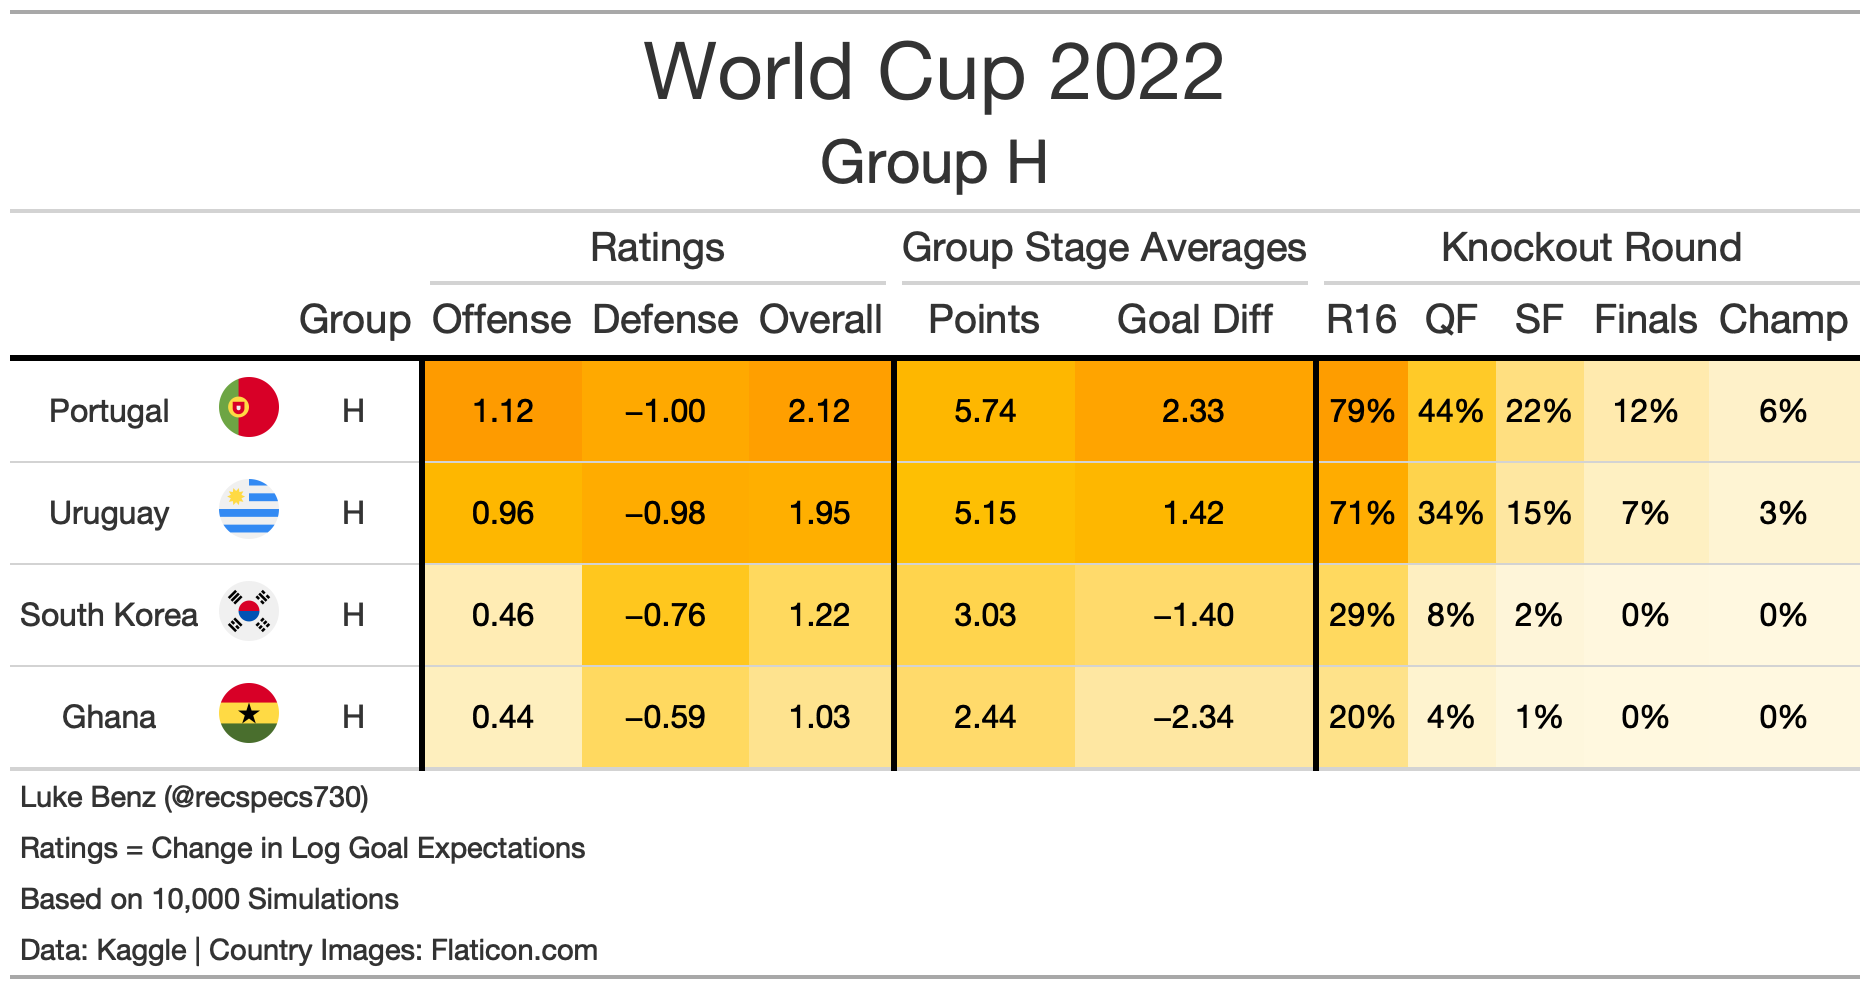 World Cup 2022
Group H
Ratings Group Stage Averages Knockout Round
Group Offense Defense Overall Points Goal Diff R16 QF SF Finals Champ
Portugal H 1.12 −1.00 2.12 5.74 2.33 79% 44% 22% 12% 6%
Uruguay H 0.96 −0.98 1.95 5.15 1.42 71% 34% 15% 7% 3%
South Korea H 0.46 −0.76 1.22 3.03 −1.40 29% 8% 2% 0% 0%
Ghana H 0.44 −0.59 1.03 2.44 −2.34 20% 4% 1% 0% 0%
Luke Benz (@recspecs730)
Ratings = Change in Log Goal Expectations
Based on 10,000 Simulations
Data: Kaggle | Country Images: Flaticon.com